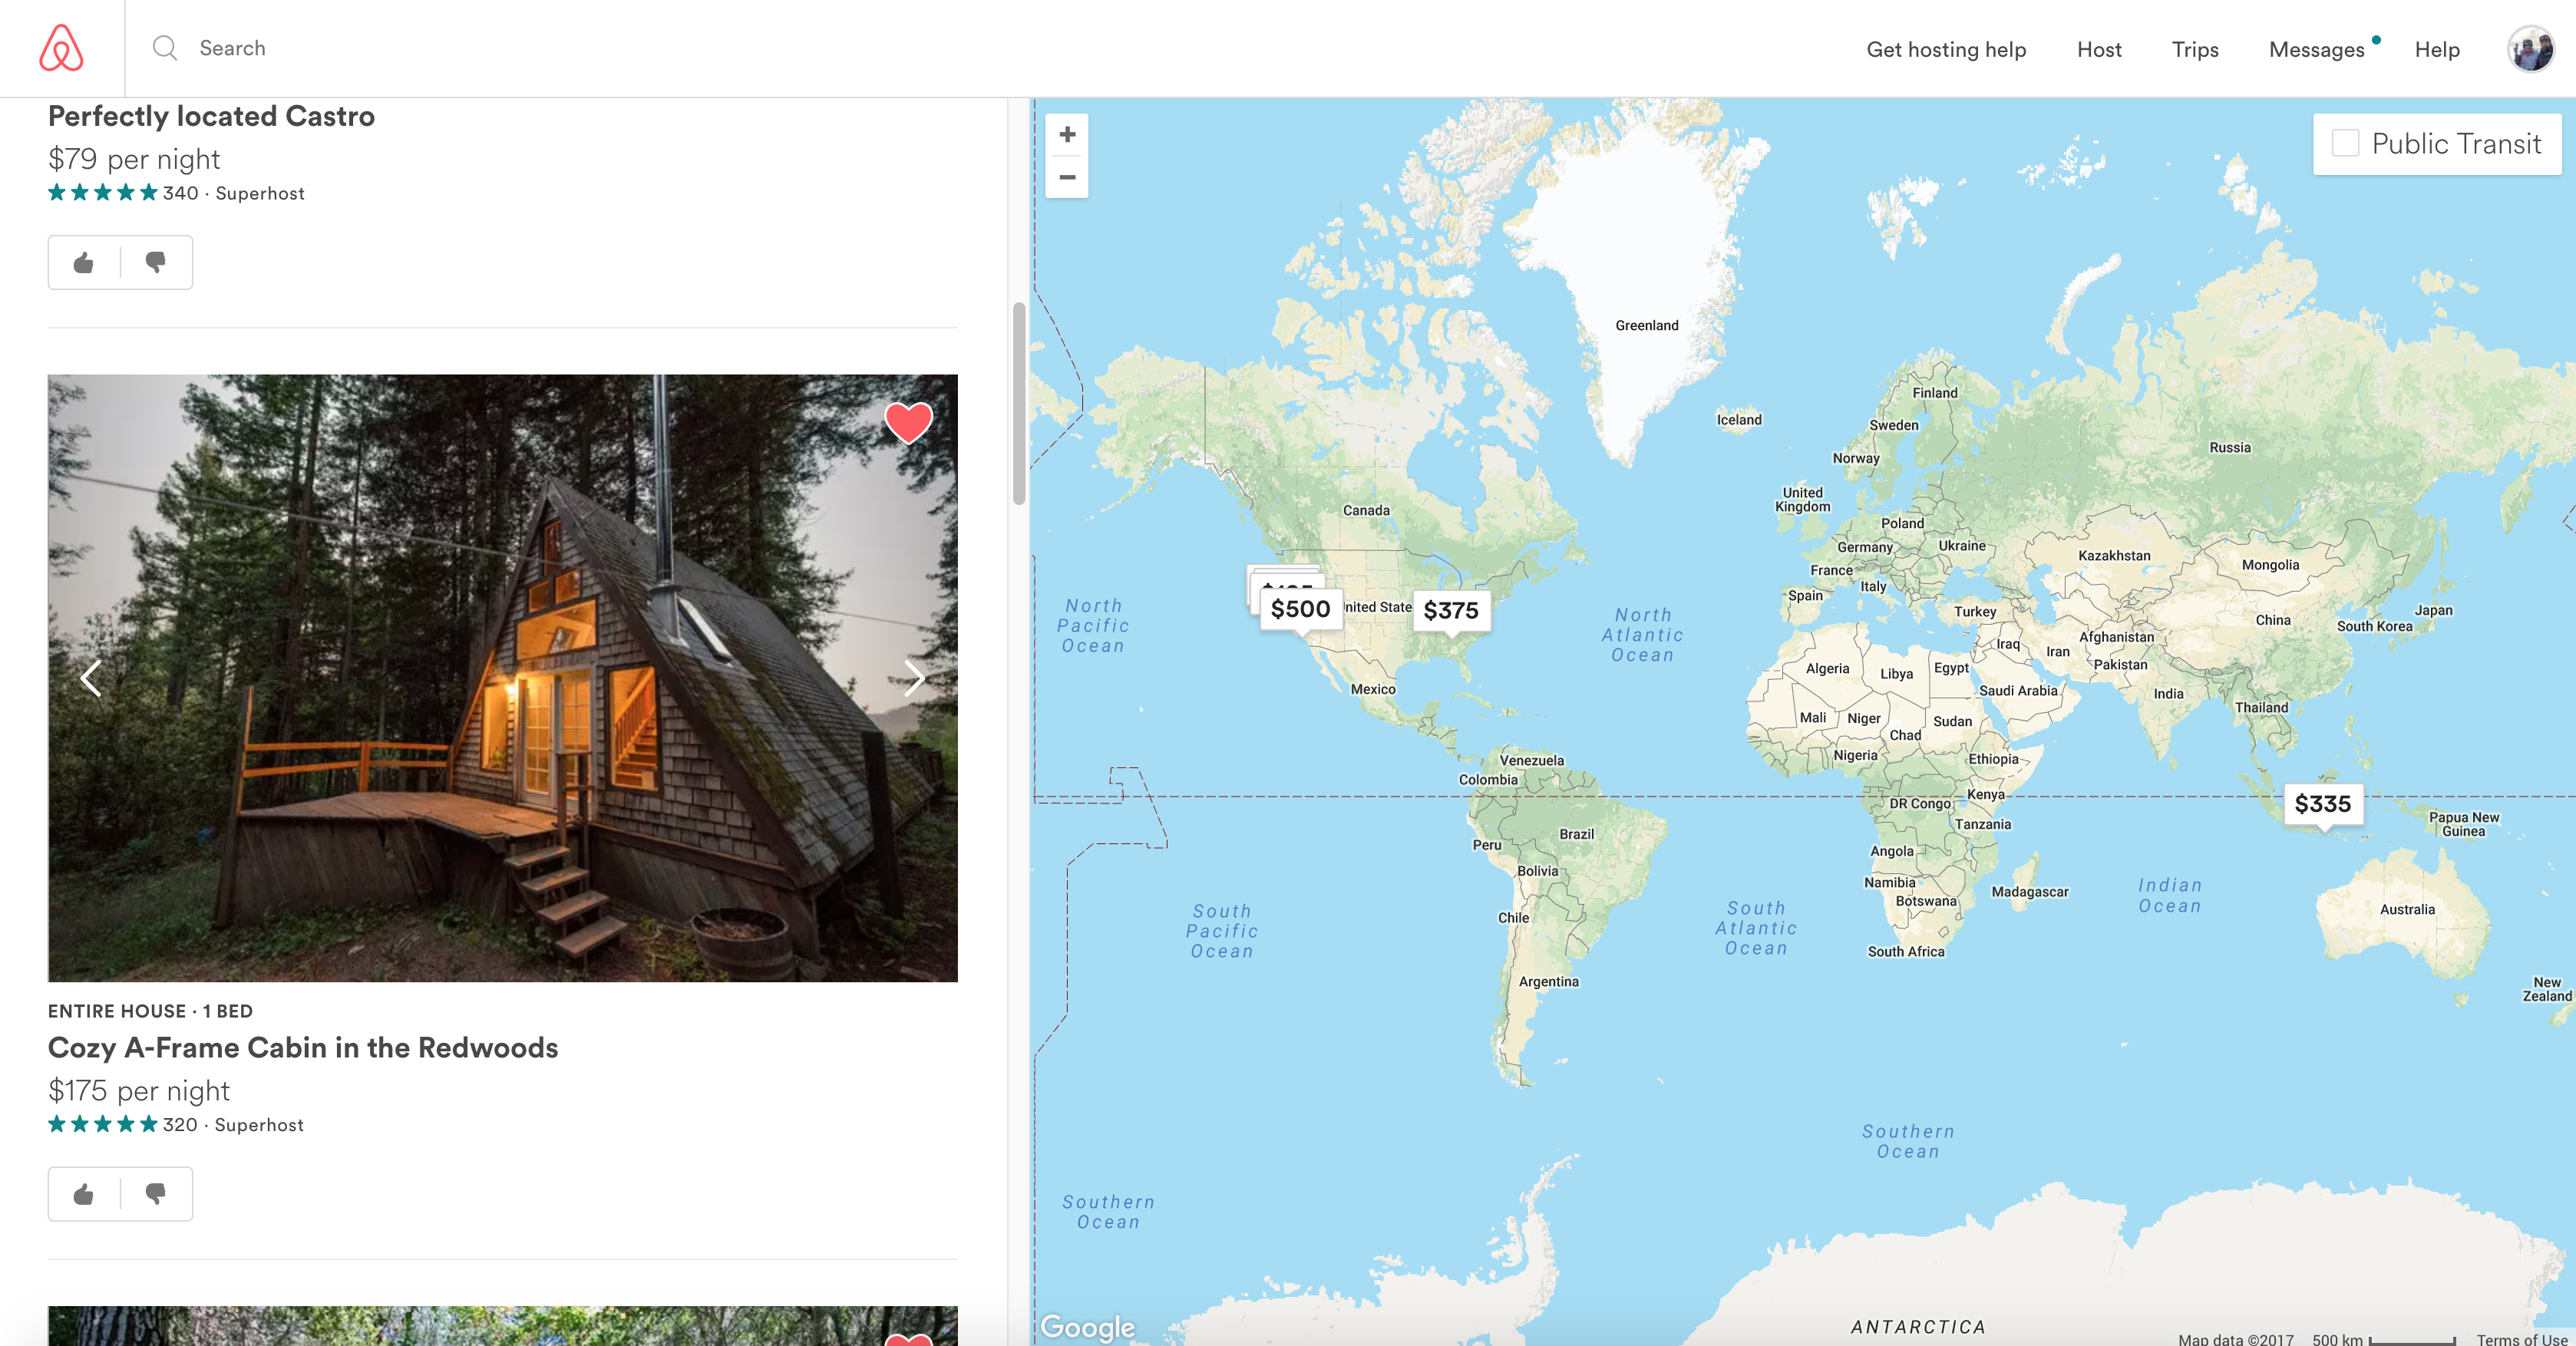 Search
Get hosting help
Host
Trips
Messages
Help
Perfectly located Castro
$79 per night
340 · Superhost
ENTIRE HOUSE · 1 BED
Cozy A-Frame Cabin in the Redwoods
$175 per night
320 · Superhost
+
−
Public Transit
Greenland
Iceland
Finland
Sweden
Norway
Russia
United
Kingdom
Canada
Poland
Germany
Ukraine
France
Italy
Spain
Kazakhstan
Mongolia
North
Pacific
Ocean
$500
nited State
$375
North
Atlantic
Ocean
Turkey
China
Japan
South Korea
Afghanistan
Iraq
Iran
Pakistan
Algeria
Libya
Egypt
Saudi Arabia
India
Mexico
Thailand
Mali
Niger
Chad
Sudan
Nigeria
Ethiopia
Venezuela
Colombia
DR Congo
Kenya
Tanzania
$335
Papua New
Guinea
Brazil
Peru
Bolivia
Angola
Namibia
Botswana
Madagascar
Indian
Ocean
South
Pacific
Ocean
Chile
South
Atlantic
Ocean
South Africa
Australia
Argentina
New
Zealand
Southern
Ocean
Southern
Ocean
ANTARCTICA
Google
Map data ©2017
500 km
Terms of Use